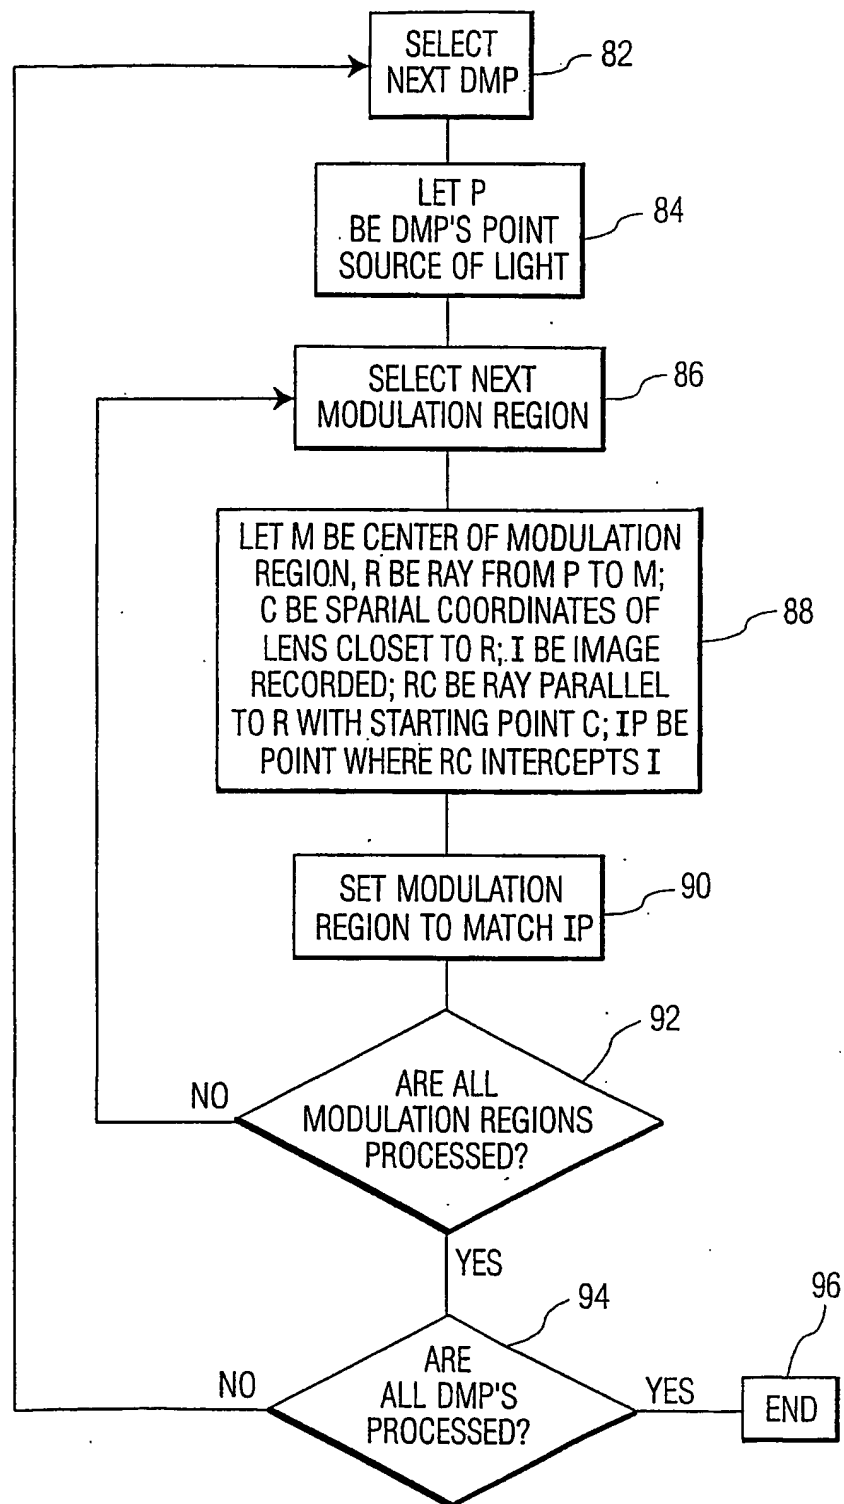 SELECT
NEXT DMP
82
LET P
BE DMP'S POINT
SOURCE OF LIGHT
84
SELECT NEXT
MODULATION REGION
86
LET M BE CENTER OF MODULATION
REGION, R BE RAY FROM P TO M;
C BE SPARIAL COORDINATES OF
LENS CLOSET TO R; I BE IMAGE
RECORDED; RC BE RAY PARALLEL
TO R WITH STARTING POINT C; IP BE
POINT WHERE RC INTERCEPTS I
88
SET MODULATION
REGION TO MATCH IP
90
92
ARE ALL
MODULATION REGIONS
PROCESSED?
NO
YES
94
ARE
ALL DMP'S
PROCESSED?
NO
YES
96
END